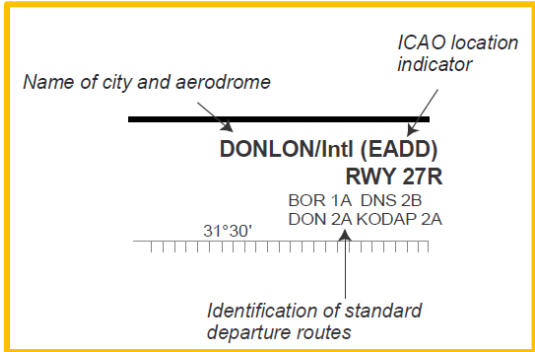 ICAO location
indicator
Name of city and aerodrome
DONLON/Intl (EADD)
RWY 27R
BOR 1A DNS 2B
DON 2A KODAP 2A
31°30'
Identification of standard
departure routes